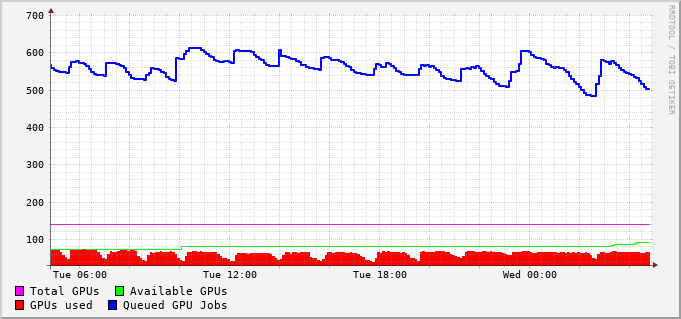 700
600
500
400
300
200
100
Tue 06:00 Tue 12:00 Tue 18:00 Wed 00:00
Total GPUs Available GPUs
GPUs used Queued GPU Jobs
RRDTOOL / TOBI OETIKER